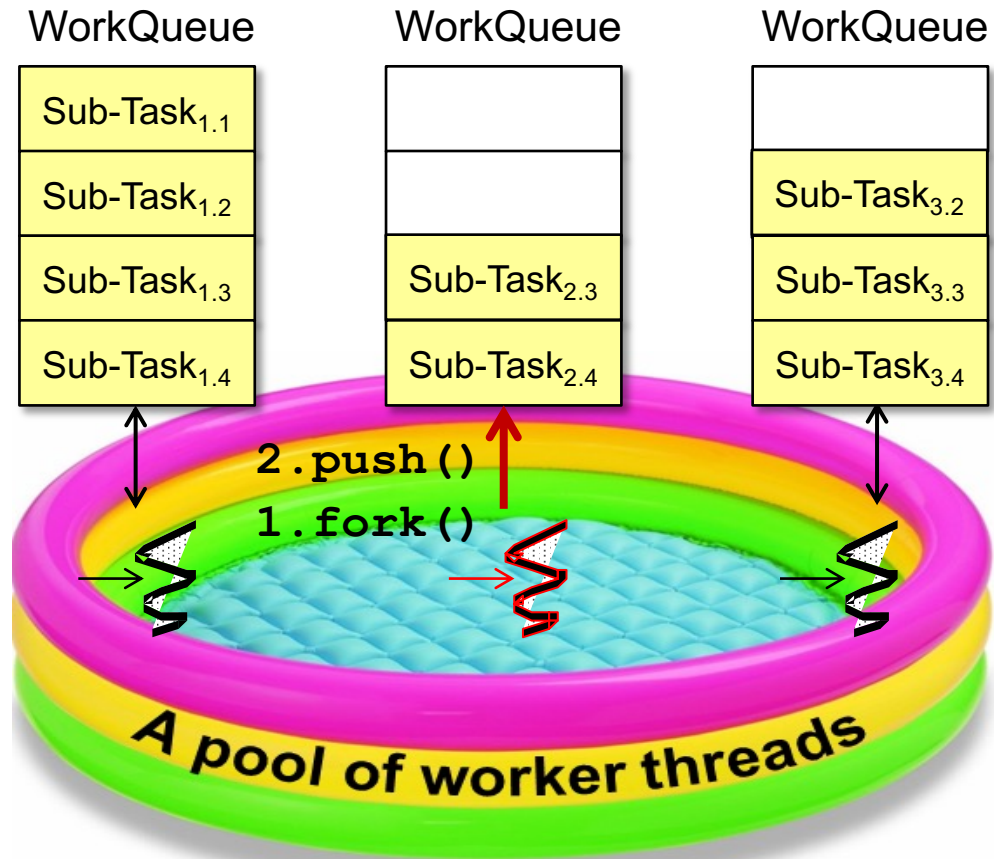 WorkQueue
Sub-Task1.1
Sub-Task1.2
Sub-Task1.3
Sub-Task1.4
WorkQueue
Sub-Task2.3
Sub-Task2.4
WorkQueue
Sub-Task3.2
Sub-Task3.3
Sub-Task3.4
2.push()
1.fork()
A pool of worker threads